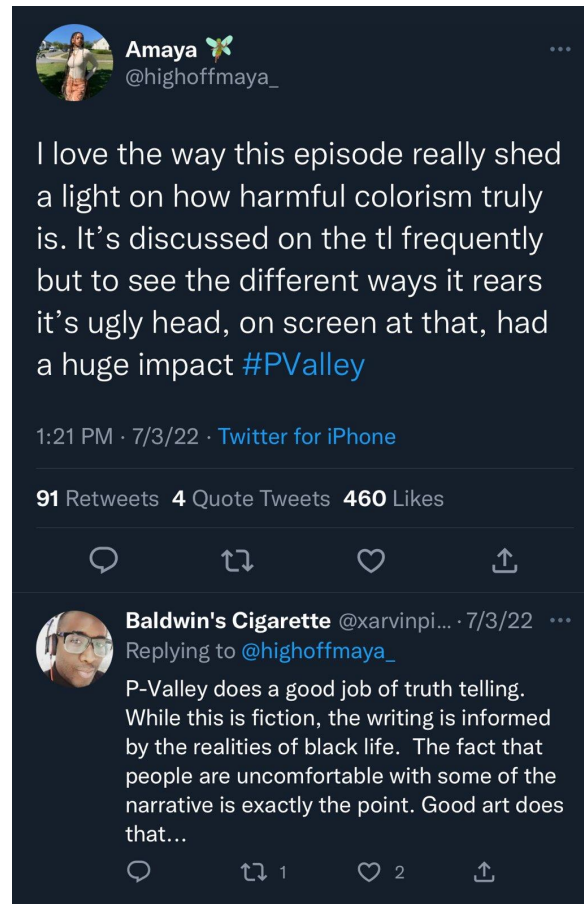 Amaya
@highoffmaya_
I love the way this episode really shed
a light on how harmful colorism truly
is. It's discussed on the tl frequently
but to see the different ways it rears
it's ugly head, on screen at that, had
a huge impact #PValley
1:21 PM · 7/3/22 · Twitter for iPhone
91 Retweets 4 Quote Tweets 460 Likes
Baldwin's Cigarette @xarvinpi... · 7/3/22
Replying to @highoffmaya_
P-Valley does a good job of truth telling.
While this is fiction, the writing is informed
by the realities of black life. The fact that
people are uncomfortable with some of the
narrative is exactly the point. Good art does
that...
1 2